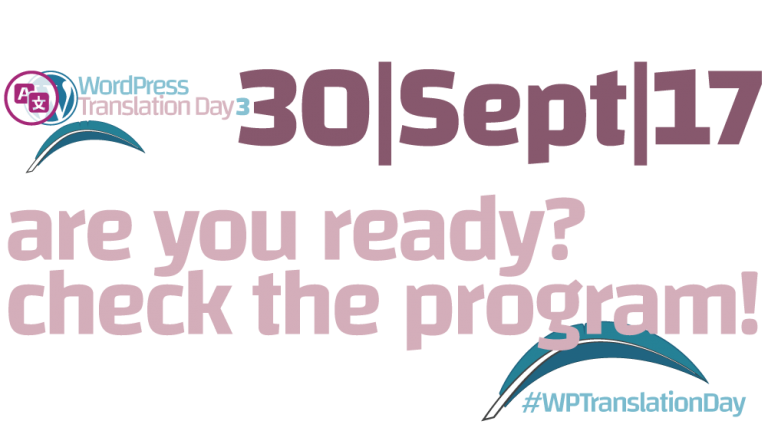 WordPress
Translation Day 3
30|Sept|17
are you ready?
check the program!
#WPTranslationDay